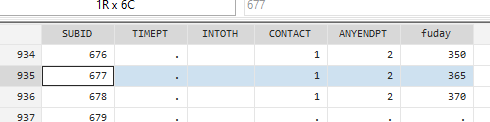 1R x 6C 677
SUBID TIMEPT INTOTH CONTACT ANYENDPT fuday
934 676 . . 1 2 350
935 677 . . 1 2 365
936 678 . . 1 2 370
937 679 . . . . .